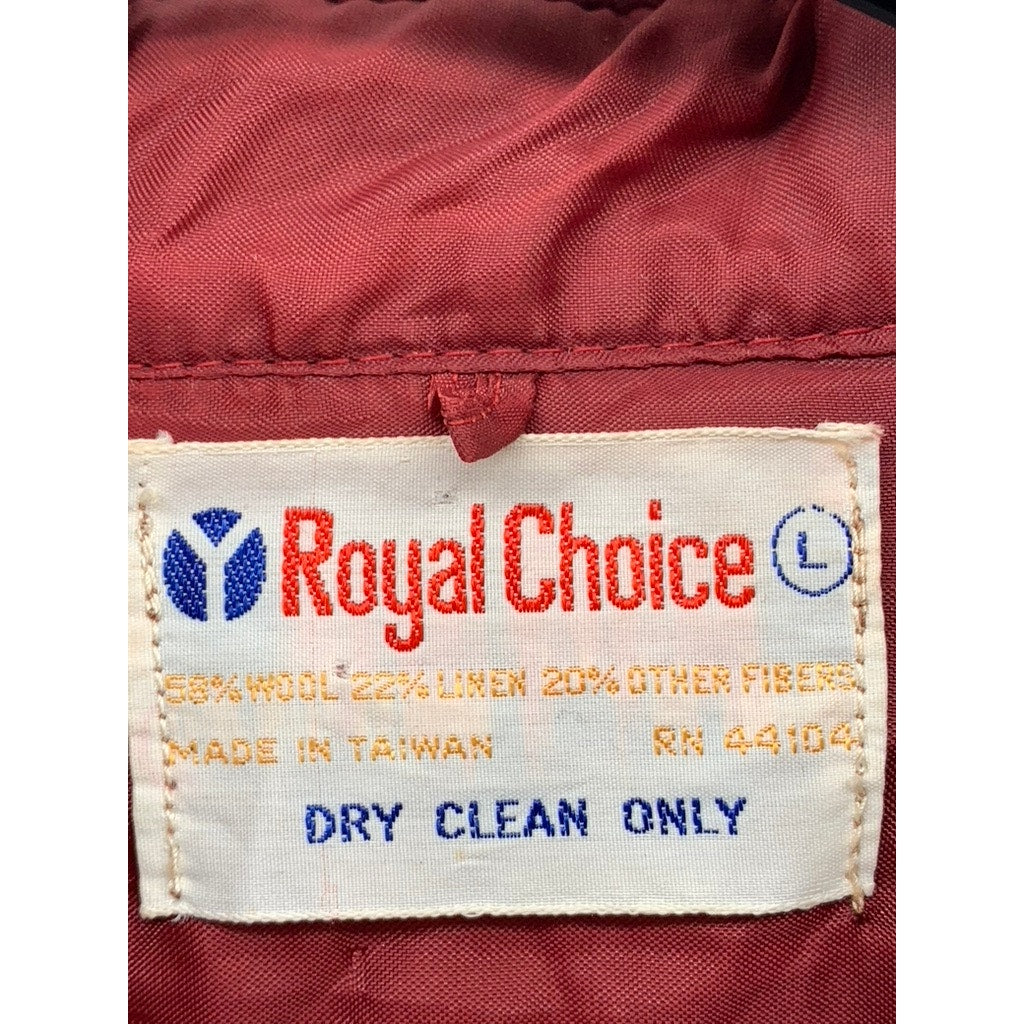 Royal Choice L
58% WOOL 22% LINEN 20% OTHER FIBERS
MADE IN TAIWAN RN 44104
DRY CLEAN ONLY